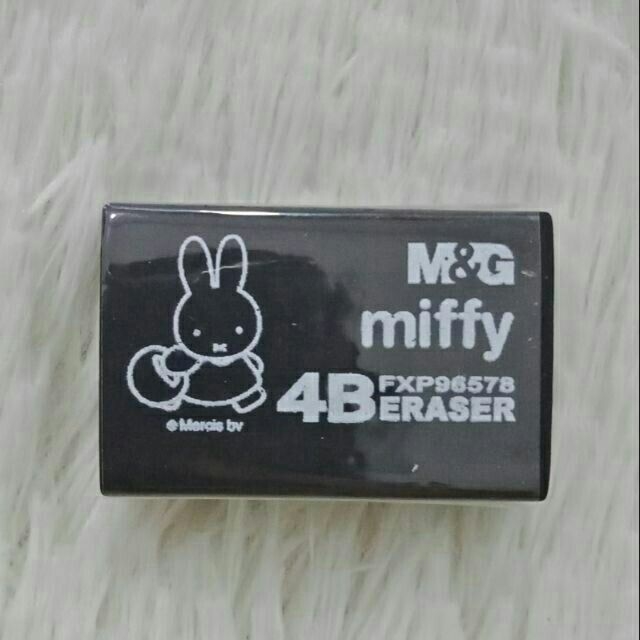 M&G
miffy
4B FXP96578
ERASER
© Mercis bv